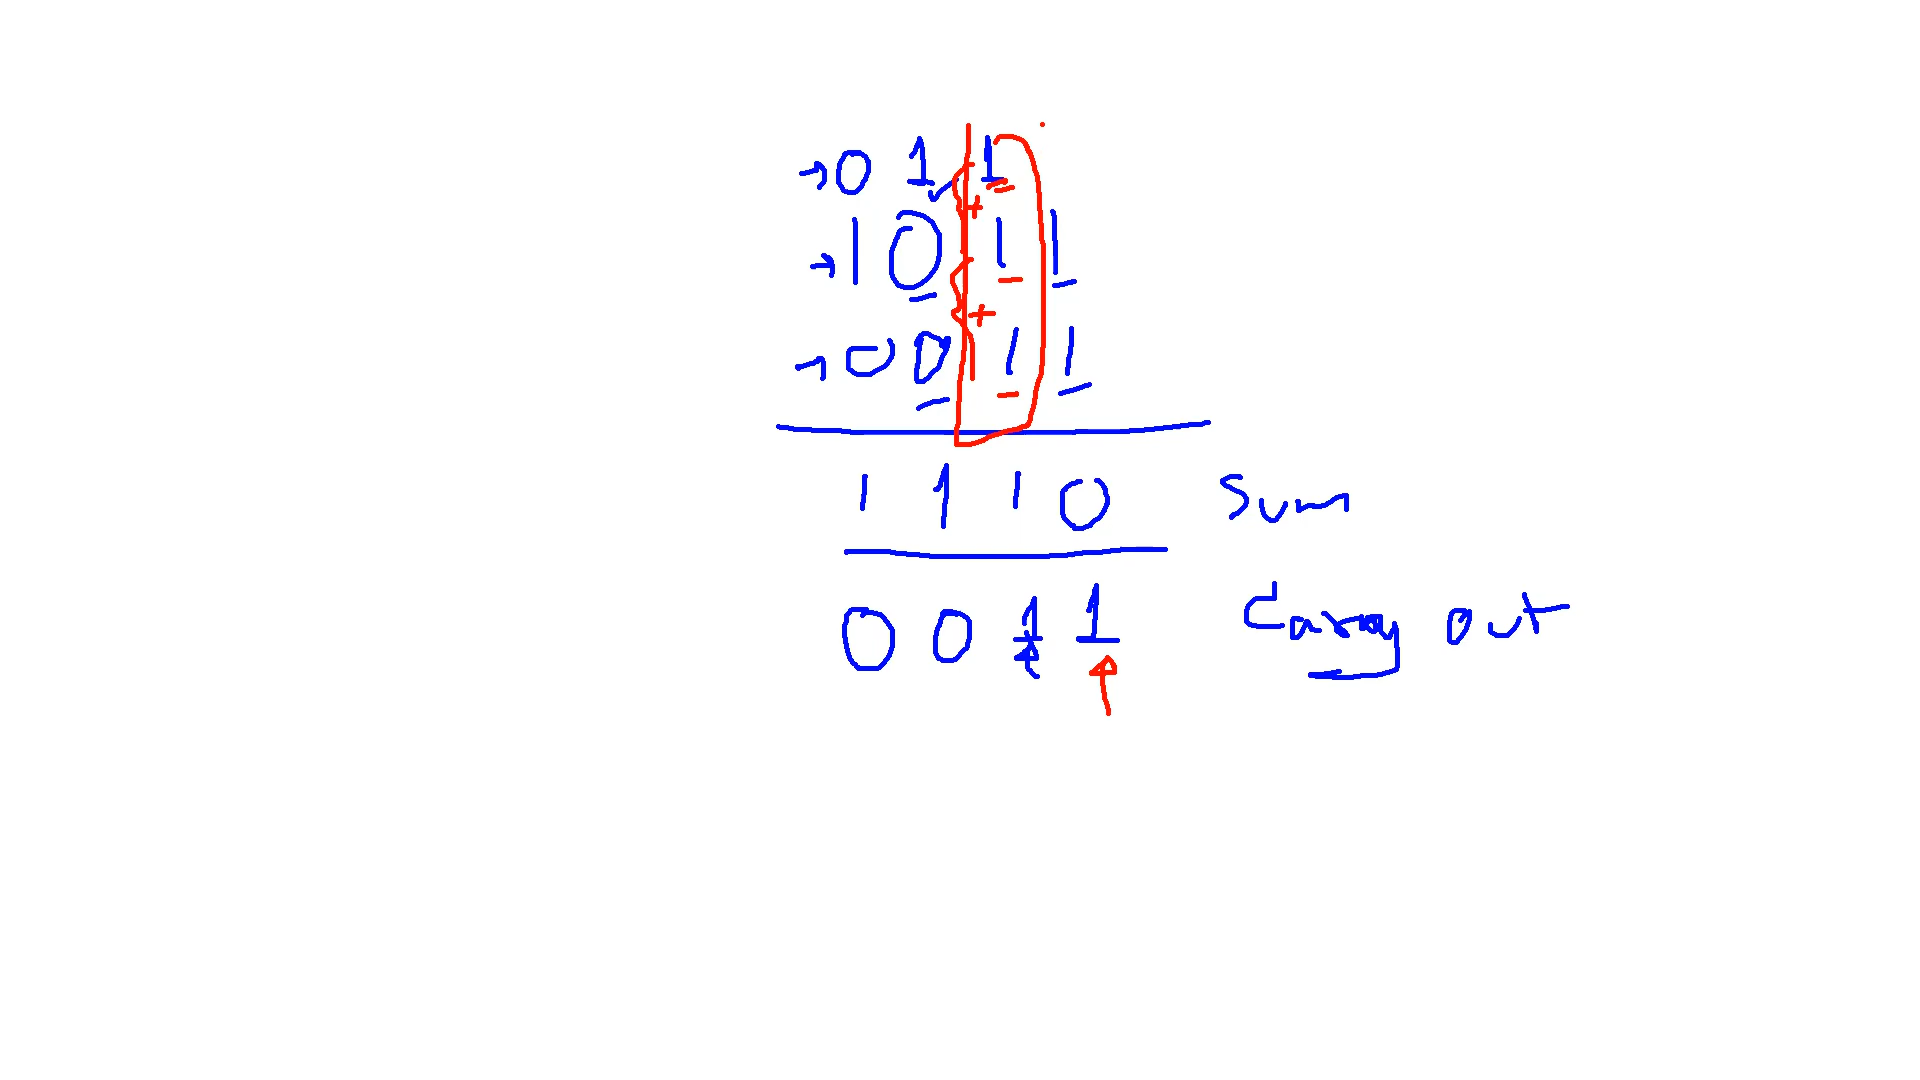 → 0 1 1
+
→ 1 0 1 1
+
→ 0 0 1 1
1 1 1 0 Sum
0 0 1 1 Carry out